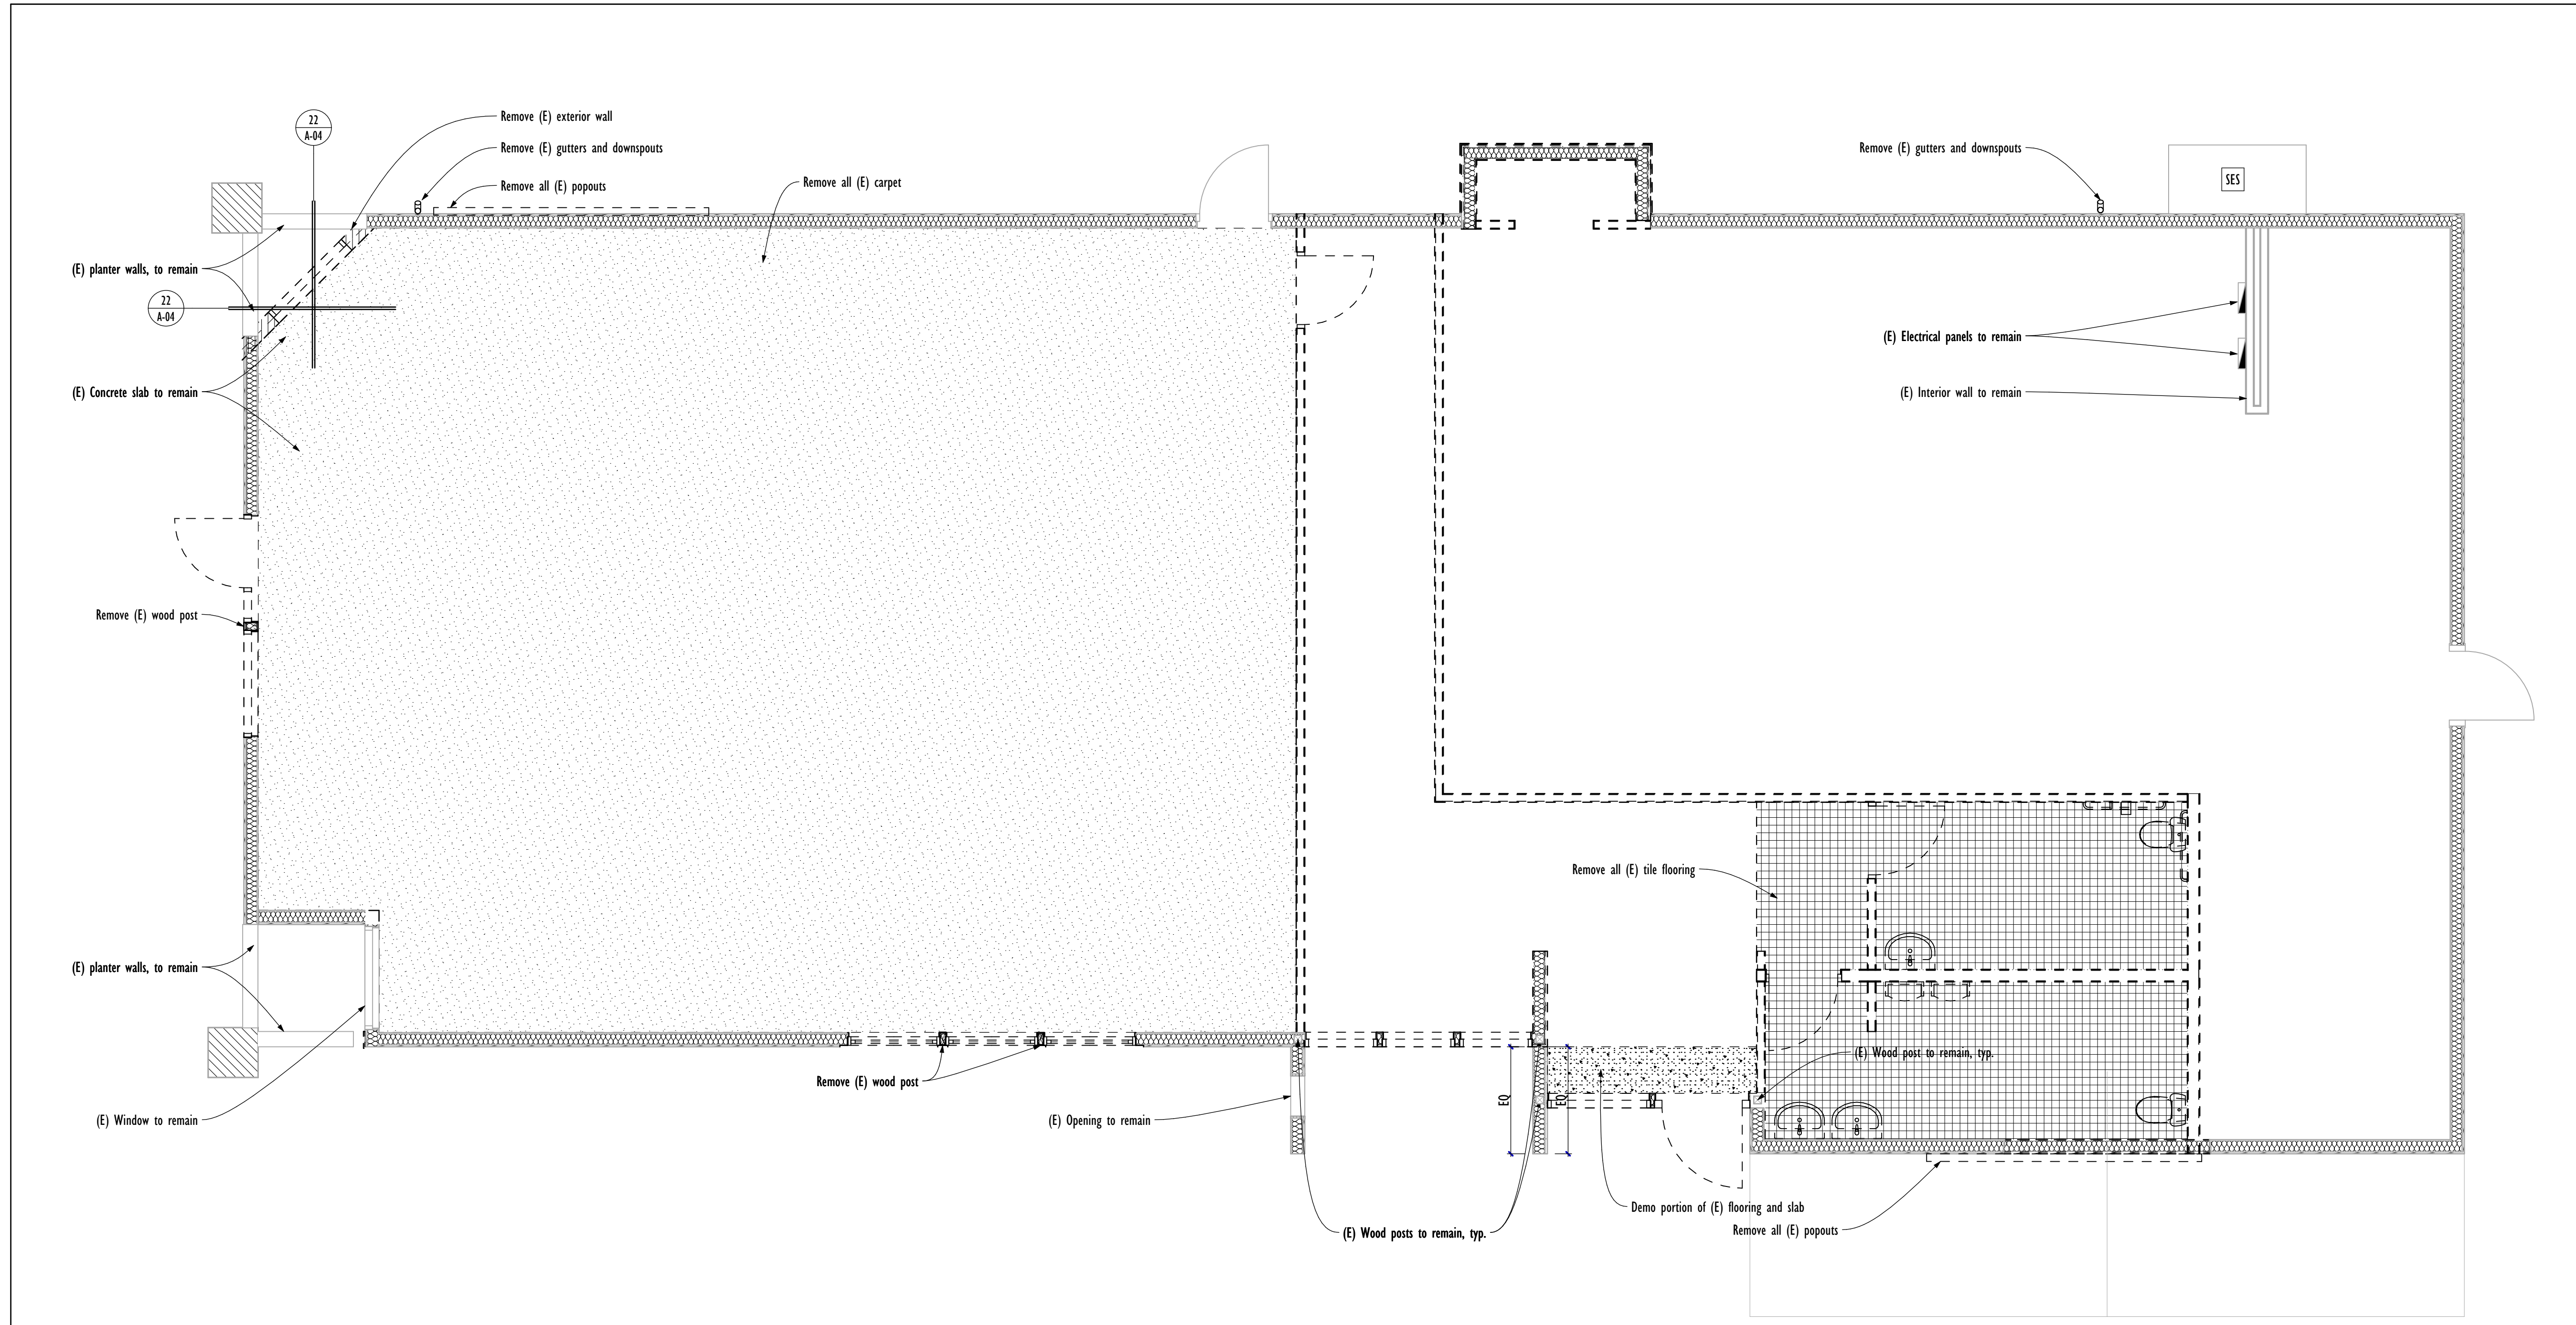 22
A-04
Remove (E) exterior wall
Remove (E) gutters and downspouts
Remove all (E) popouts
Remove all (E) carpet
Remove (E) gutters and downspouts
SES
(E) planter walls, to remain
22
A-04
(E) Electrical panels to remain
(E) Concrete slab to remain
(E) Interior wall to remain
Remove (E) wood post
Remove all (E) tile flooring
(E) planter walls, to remain
(E) Wood post to remain, typ.
Remove (E) wood post
EQ
EQ
(E) Window to remain
(E) Opening to remain
Demo portion of (E) flooring and slab
Remove all (E) popouts
(E) Wood posts to remain, typ.